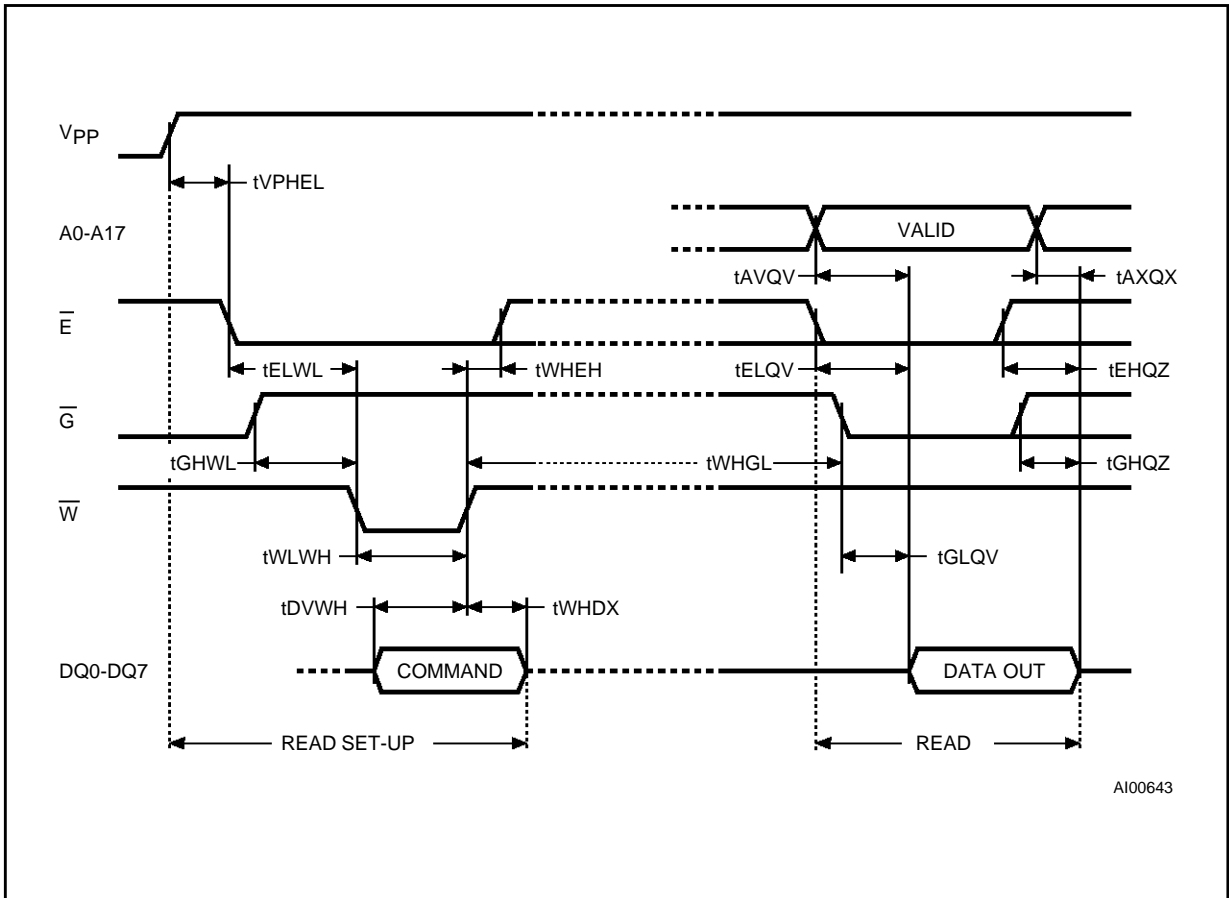 VPP
tVPHEL
A0-A17
VALID
tAVQV
tAXQX
E
tELWL
tWHEH
tELQV
tEHQZ
G
tGHWL
tWHGL
tGHQZ
W
tWLWH
tGLQV
tDVWH
tWHDX
DQ0-DQ7
COMMAND
DATA OUT
READ SET-UP
READ
AI00643